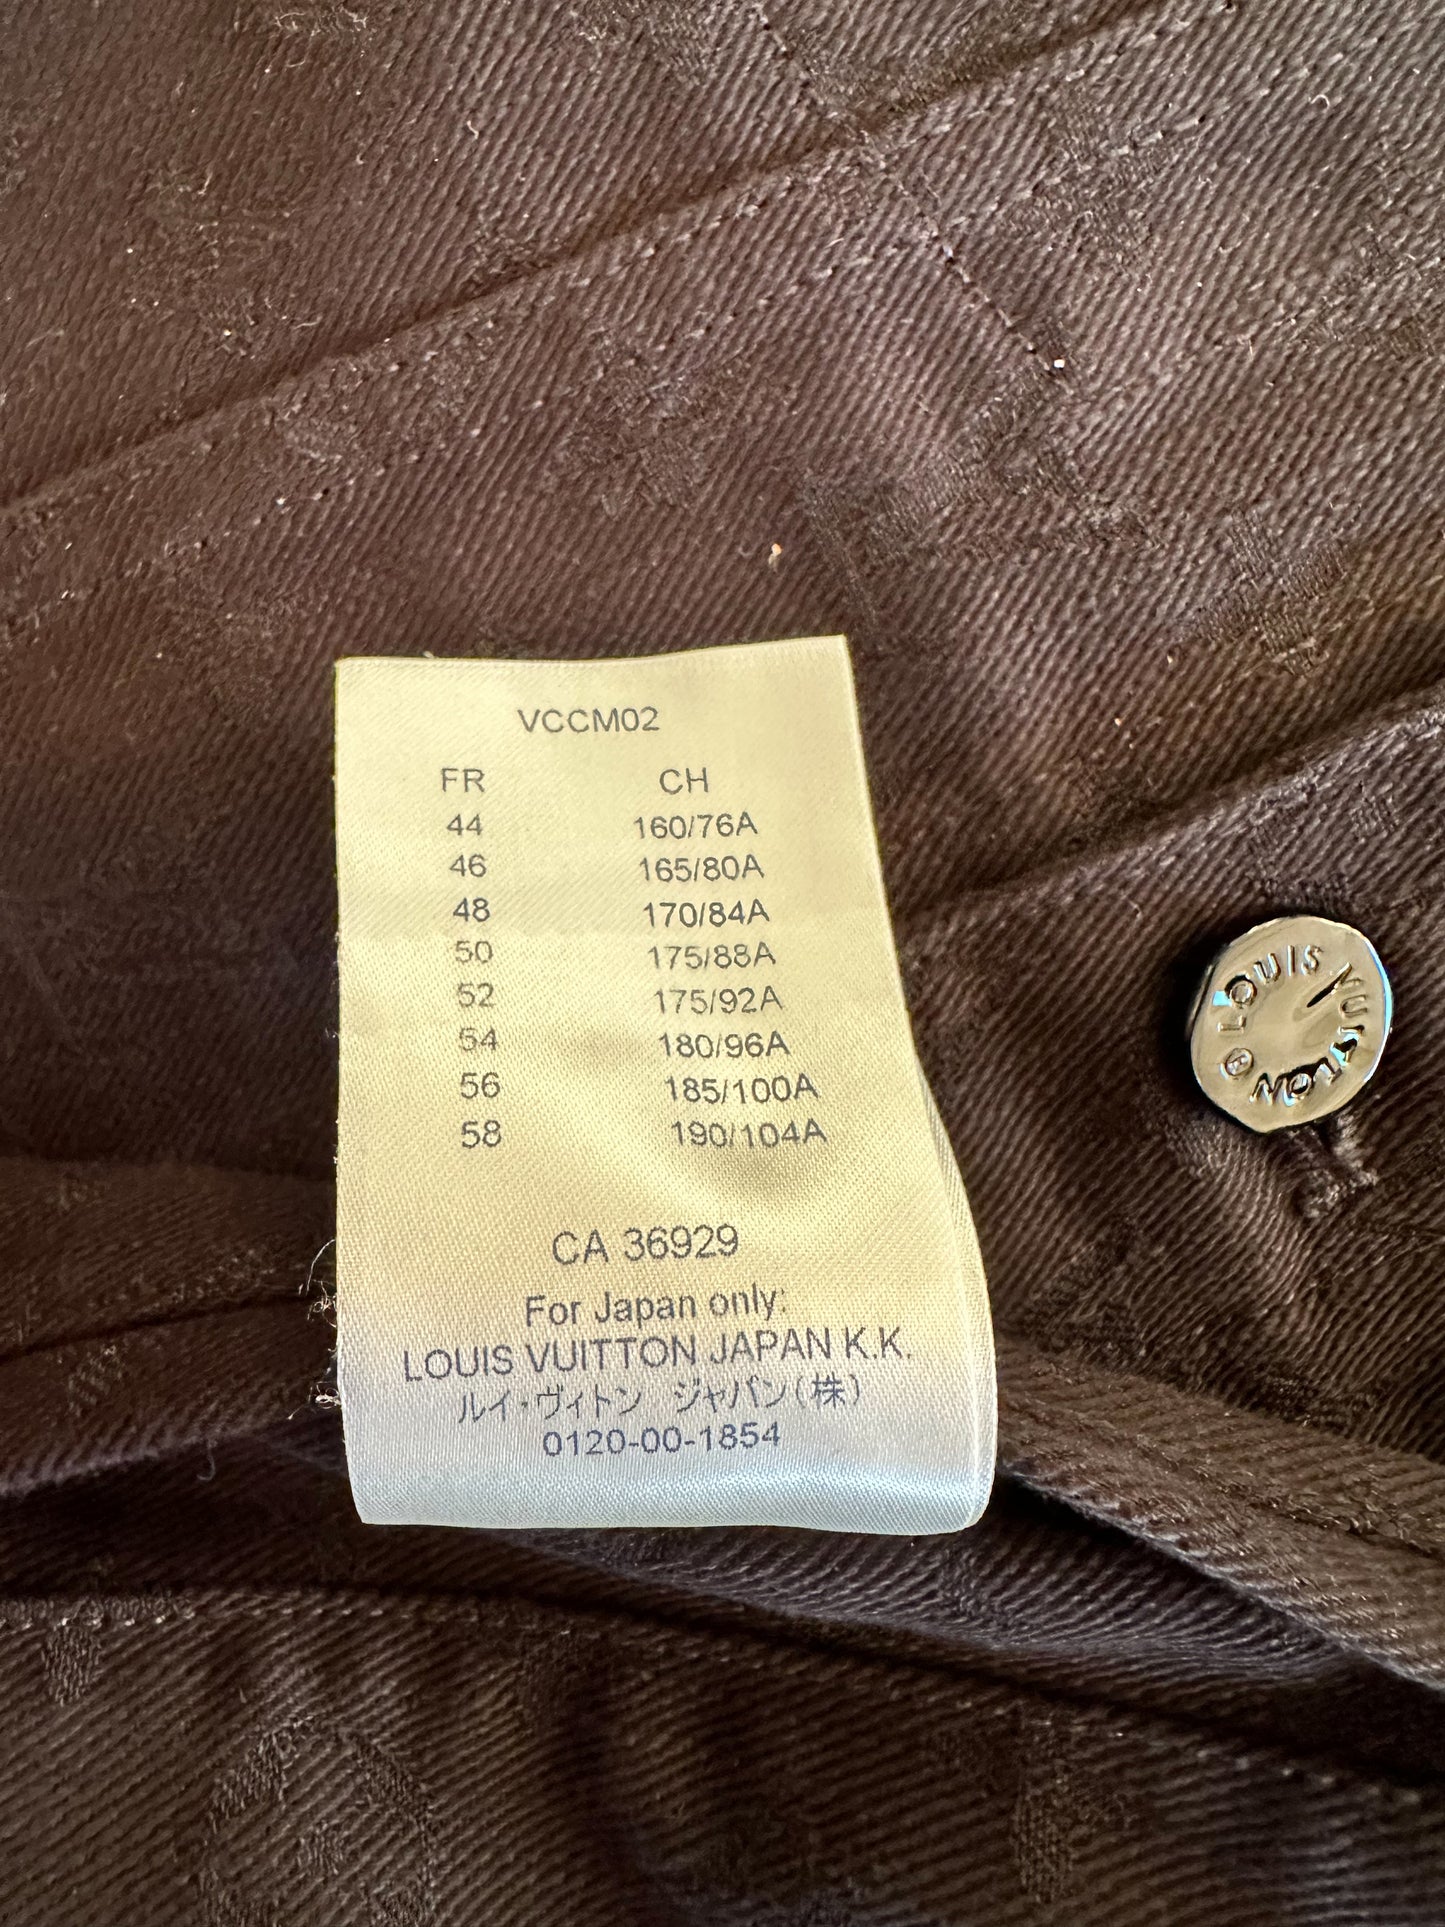 VCCM02
FR CH
44 160/76A
46 165/80A
48 170/84A
50 175/88A
52 175/92A
54 180/96A
56 185/100A
58 190/104A
CA 36929
For Japan only:
LOUIS VUITTON JAPAN K.K.
ルイ・ヴィトン ジャパン(株)
0120-00-1854
LOUIS VUITTON ®